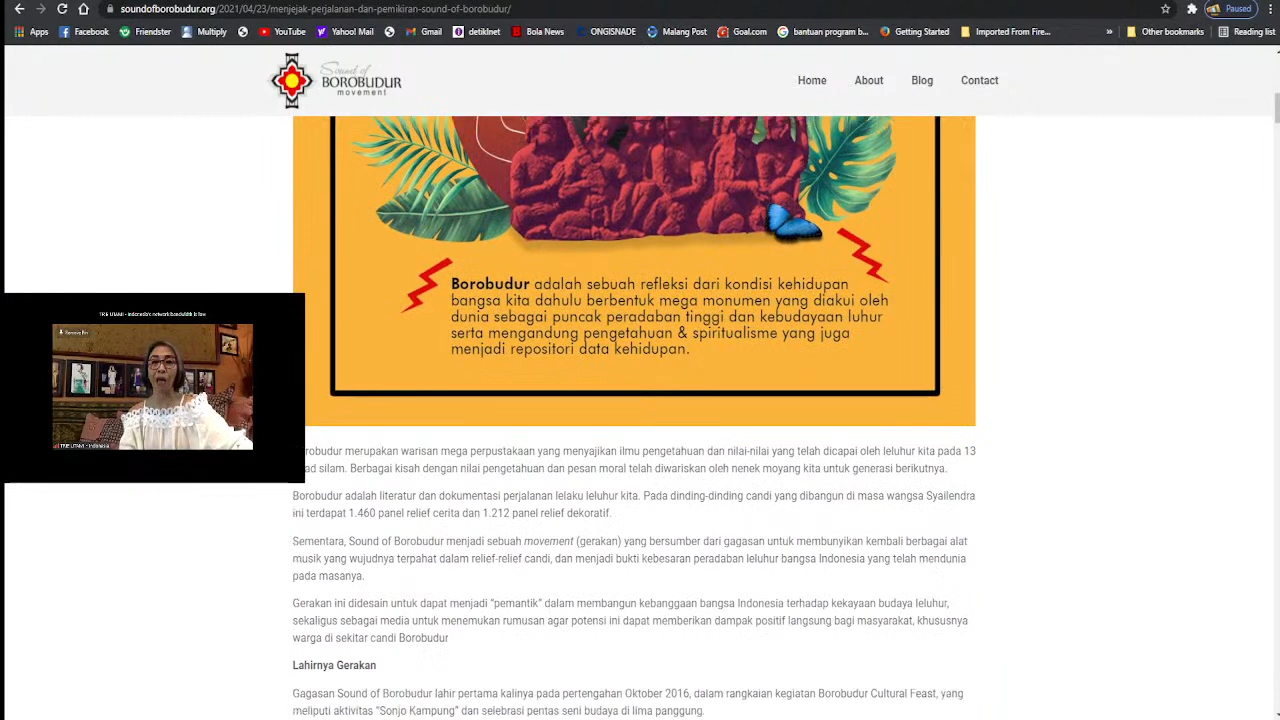 soundofborobudur.org/2021/04/23/menjejak-perjalanan-dan-pemikiran-sound-of-borobudur/
Paused
Apps Facebook Friendster Multiply YouTube Yahoo Mail Gmail detiknet Bola News ONGISNADE Malang Post Goal.com bantuan program b... Getting Started Imported From Fire... » Other bookmarks Reading list
Sound of
BOROBUDUR
movement
Home About Blog Contact
Borobudur adalah sebuah refleksi dari kondisi kehidupan
bangsa kita dahulu berbentuk mega monumen yang diakui oleh
dunia sebagai puncak peradaban tinggi dan kebudayaan luhur
serta mengandung pengetahuan & spiritualisme yang juga
menjadi repositori data kehidupan.
TRIE UTAMI - Indonesia's network bandwidth is low
Remove Pin
TRIE UTAMI - Indonesia
robudur merupakan warisan mega perpustakaan yang menyajikan ilmu pengetahuan dan nilai-nilai yang telah dicapai oleh leluhur kita pada 13
ad silam. Berbagai kisah dengan nilai pengetahuan dan pesan moral telah diwariskan oleh nenek moyang kita untuk generasi berikutnya.
Borobudur adalah literatur dan dokumentasi perjalanan lelaku leluhur kita. Pada dinding-dinding candi yang dibangun di masa wangsa Syailendra
ini terdapat 1.460 panel relief cerita dan 1.212 panel relief dekoratif.
Sementara, Sound of Borobudur menjadi sebuah movement (gerakan) yang bersumber dari gagasan untuk membunyikan kembali berbagai alat
musik yang wujudnya terpahat dalam relief-relief candi, dan menjadi bukti kebesaran peradaban leluhur bangsa Indonesia yang telah mendunia
pada masanya.
Gerakan ini didesain untuk dapat menjadi “pemantik” dalam membangun kebanggaan bangsa Indonesia terhadap kekayaan budaya leluhur,
sekaligus sebagai media untuk menemukan rumusan agar potensi ini dapat memberikan dampak positif langsung bagi masyarakat, khususnya
warga di sekitar candi Borobudur
Lahirnya Gerakan
Gagasan Sound of Borobudur lahir pertama kalinya pada pertengahan Oktober 2016, dalam rangkaian kegiatan Borobudur Cultural Feast, yang
meliputi aktivitas “Sonjo Kampung” dan selebrasi pentas seni budaya di lima panggung.